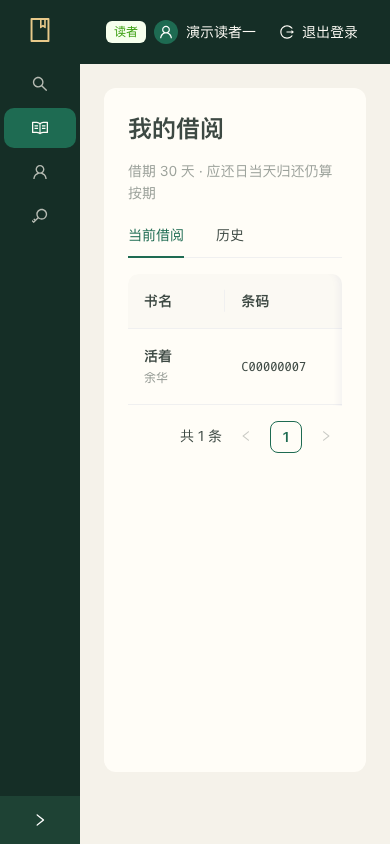 读者 演示读者一 退出登录
我的借阅
借期 30 天 · 应还日当天归还仍算
按期
当前借阅 历史
书名 条码
活着 C00000007
余华
共 1 条 1